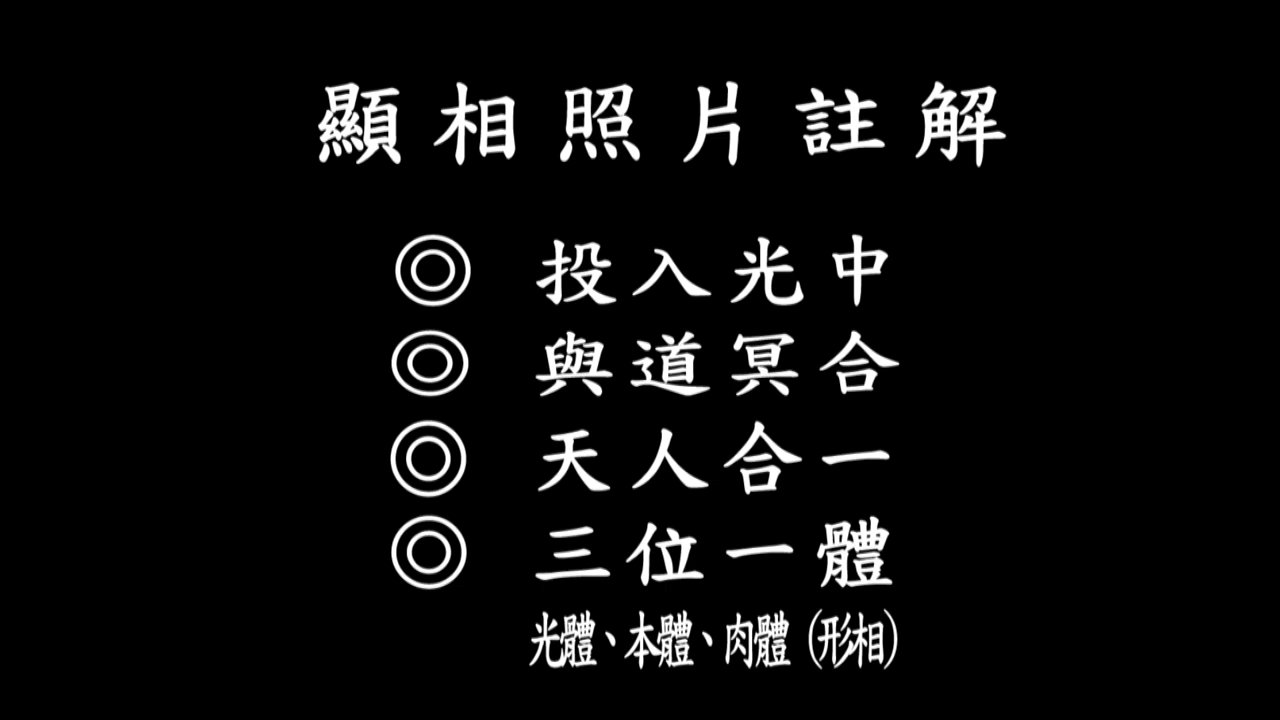 顯相照片註解
◎ 投入光中
◎ 與道冥合
◎ 天人合一
◎ 三位一體
光體、本體、肉體（形相）